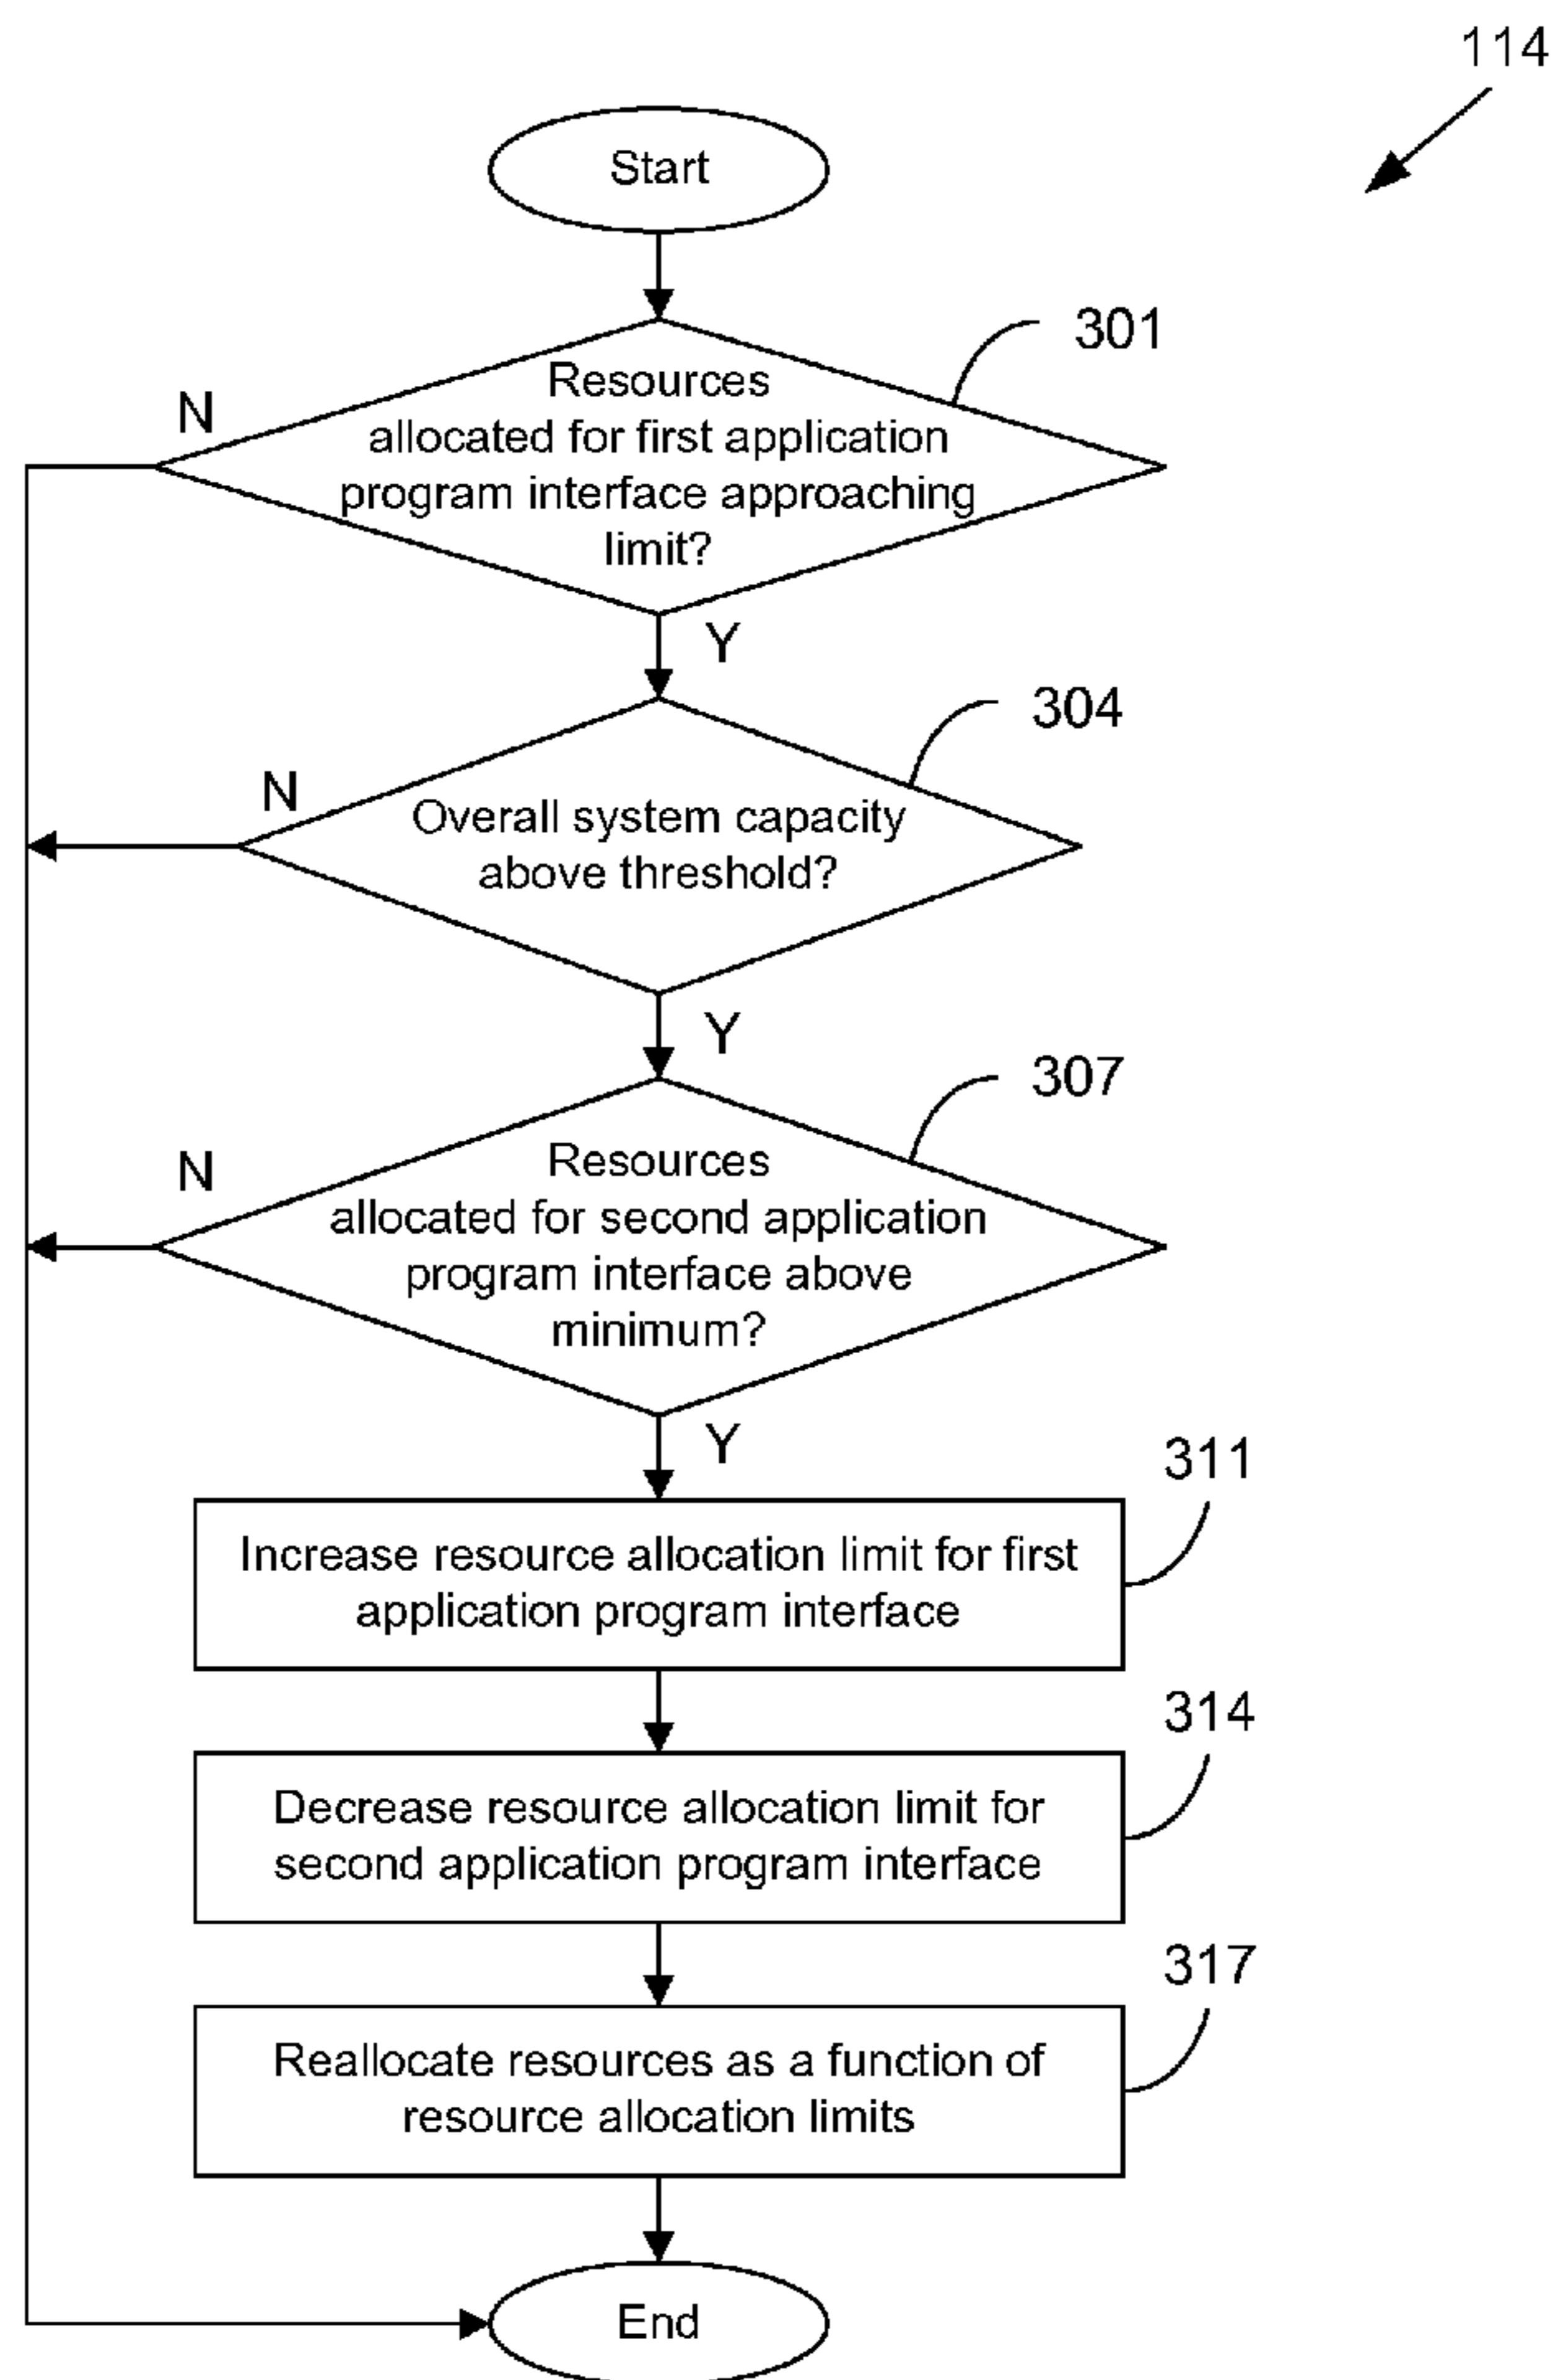 114
Start
301
Resources
allocated for first application
program interface approaching
limit?
N
Y
304
Overall system capacity
above threshold?
N
Y
307
Resources
allocated for second application
program interface above
minimum?
N
Y
311
Increase resource allocation limit for first
application program interface
314
Decrease resource allocation limit for
second application program interface
317
Reallocate resources as a function of
resource allocation limits
End